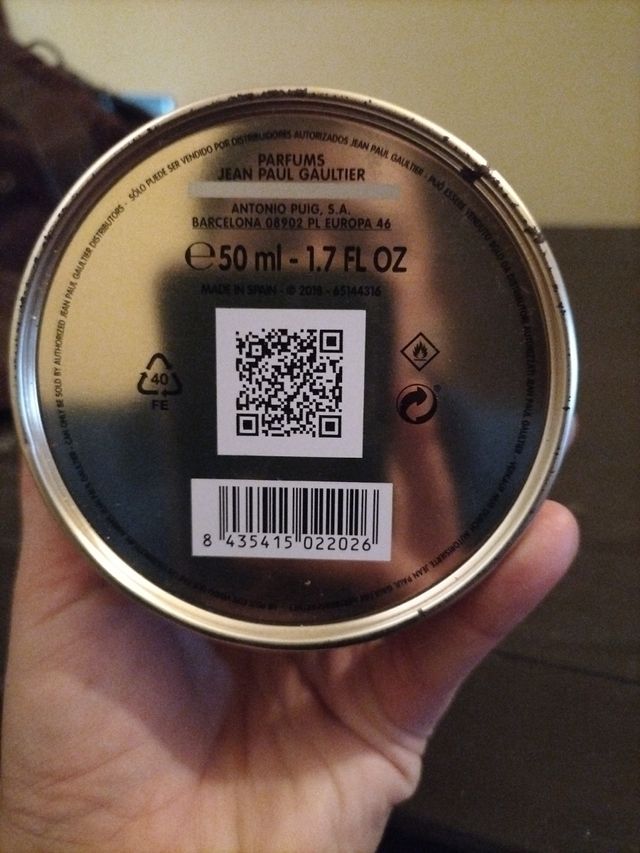 SÓLO PUEDE SER VENDIDO POR DISTRIBUIDORES AUTORIZADOS JEAN PAUL GAULTIER -
CAN ONLY BE SOLD BY AUTHORIZED JEAN PAUL GAULTIER DISTRIBUTORS -
PARFUMS
JEAN PAUL GAULTIER
ANTONIO PUIG, S.A.
BARCELONA 08902 PL EUROPA 46
℮ 50 ml - 1.7 FL OZ
MADE IN SPAIN - © 2018 - 65144316
40
FE
8 435415 022026